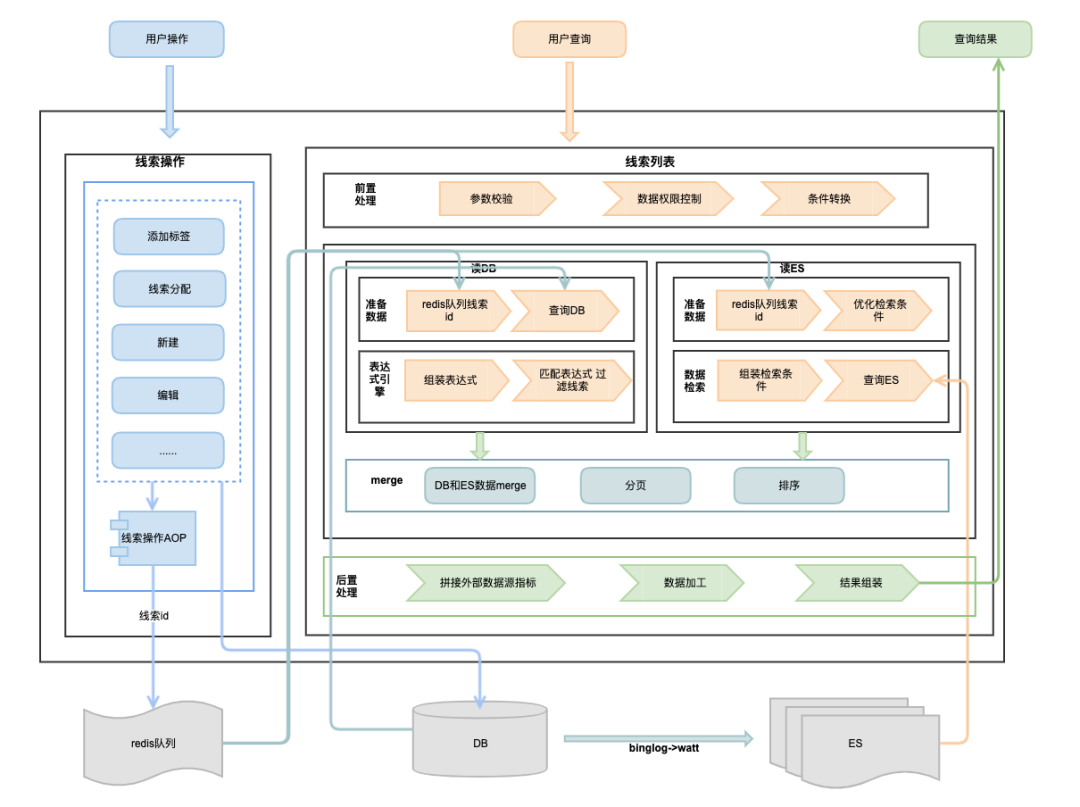 用户操作
用户查询
查询结果
线索操作
线索列表
前置
处理
参数校验
数据权限控制
条件转换
添加标签
线索分配
新建
编辑
......
线索操作AOP
线索id
读DB
准备
数据
redis队列线索
id
查询DB
表达
式引
擎
组装表达式
匹配表达式 过
滤线索
读ES
准备
数据
redis队列线索
id
优化检索条
件
数据
检索
组装检索条
件
查询ES
merge
DB和ES数据merge
分页
排序
后置
处理
拼接外部数据源指标
数据加工
结果组装
redis队列
DB
binglog->watt
ES